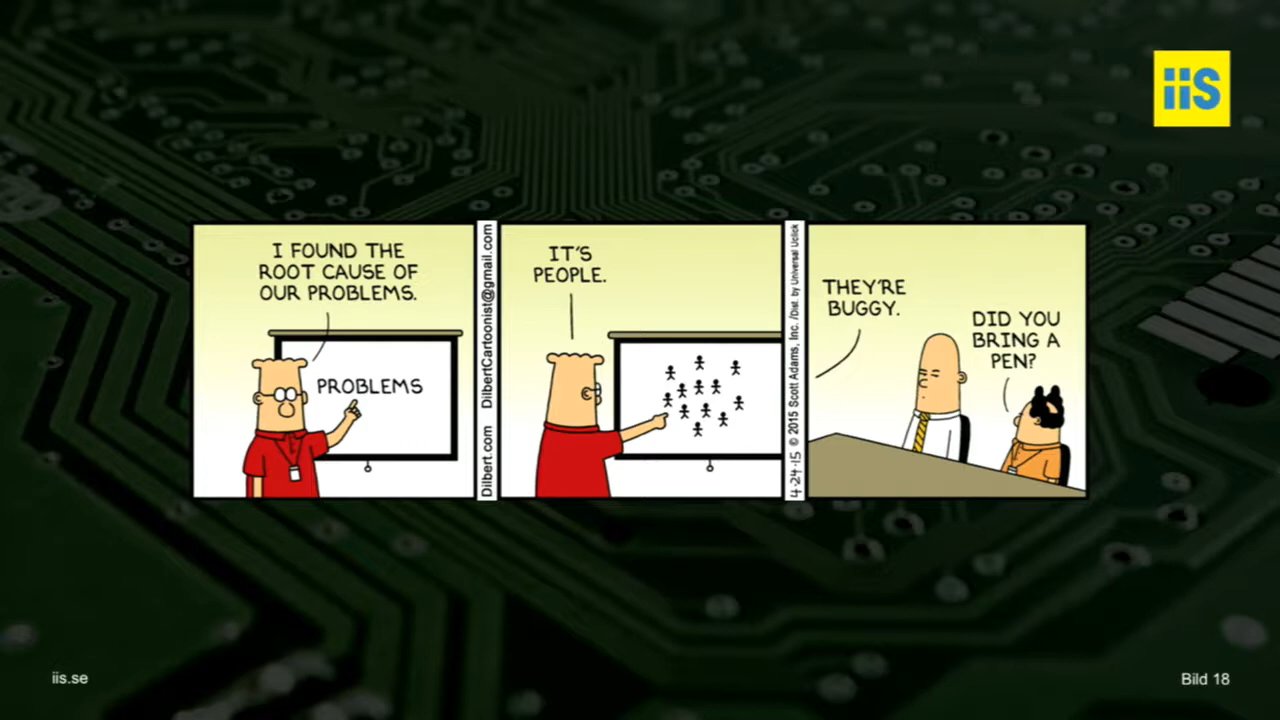 iis
I FOUND THE
ROOT CAUSE OF
OUR PROBLEMS.
PROBLEMS
Dilbert.com DilbertCartoonist@gmail.com
IT'S
PEOPLE.
4-24-15 © 2015 Scott Adams, Inc. /Dist. by Universal Uclick
THEY'RE
BUGGY.
DID YOU
BRING A
PEN?
iis.se
Bild 18